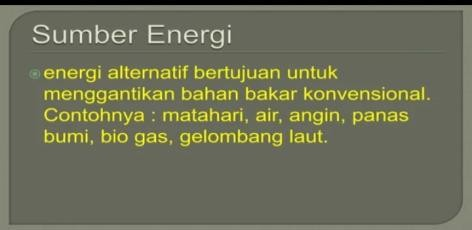 Sumber Energi
energi alternatif bertujuan untuk
menggantikan bahan bakar konvensional.
Contohnya : matahari, air, angin, panas
bumi, bio gas, gelombang laut.